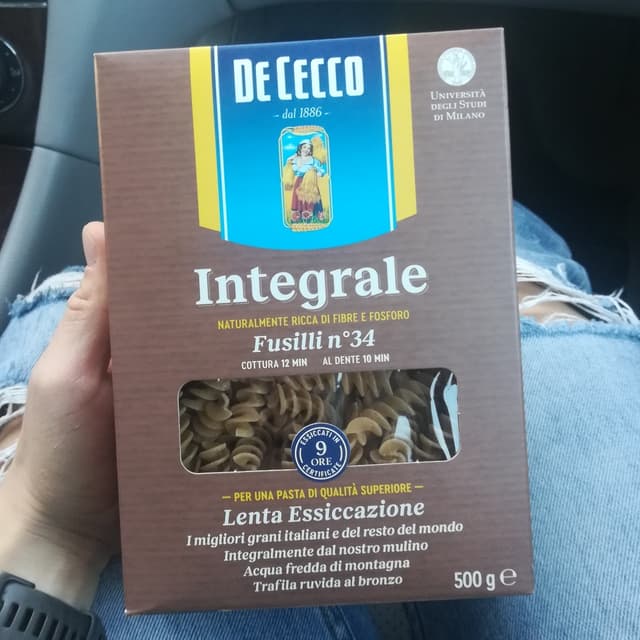 DE CECCO
dal 1886
UNIVERSITÀ
DEGLI STUDI
DI MILANO
Integrale
NATURALMENTE RICCA DI FIBRE E FOSFORO
Fusilli n°34
COTTURA 12 MIN AL DENTE 10 MIN
ESSICCATI IN
9
ORE
CERTIFICATE
PER UNA PASTA DI QUALITÀ SUPERIORE
Lenta Essiccazione
I migliori grani italiani e del resto del mondo
Integralmente dal nostro mulino
Acqua fredda di montagna
Trafila ruvida al bronzo
500 g ℮